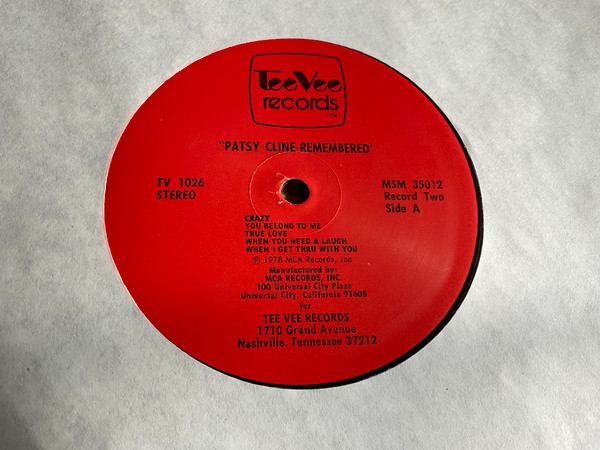 TeeVee
records
TM
"PATSY CLINE-REMEMBERED"
TV 1026
STEREO
MSM 35012
Record Two
Side A
CRAZY
YOU BELONG TO ME
TRUE LOVE
WHEN YOU NEED A LAUGH
WHEN I GET THRU WITH YOU
Ⓟ 1978 MCA Records, Inc
Manufactured by:
MCA RECORDS, INC.
100 Universal City Plaza
Universal City, California 91608
for
TEE VEE RECORDS
1710 Grand Avenue
Nashville, Tennessee 37212